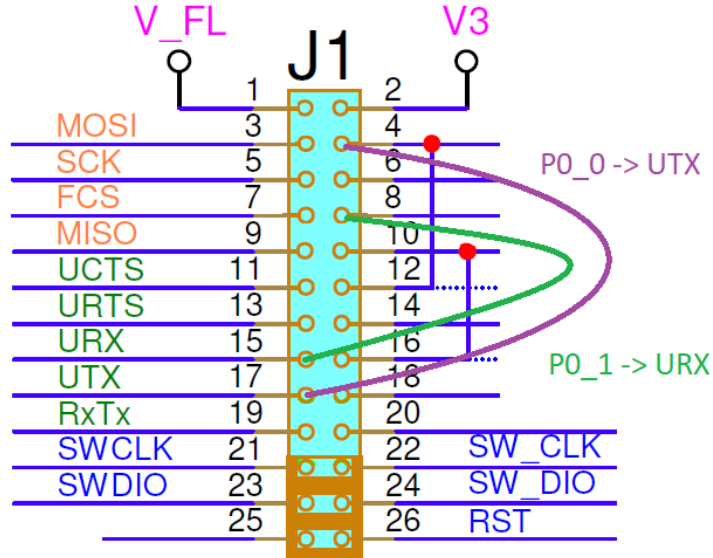 V_FL J1 V3
1 2
MOSI 3 4
SCK 5 6 P0_0 -> UTX
FCS 7 8
MISO 9 10
UCTS 11 12
URTS 13 14
URX 15 16 P0_1 -> URX
UTX 17 18
RxTx 19 20
SWCLK 21 22 SW_CLK
SWDIO 23 24 SW_DIO
25 26 RST